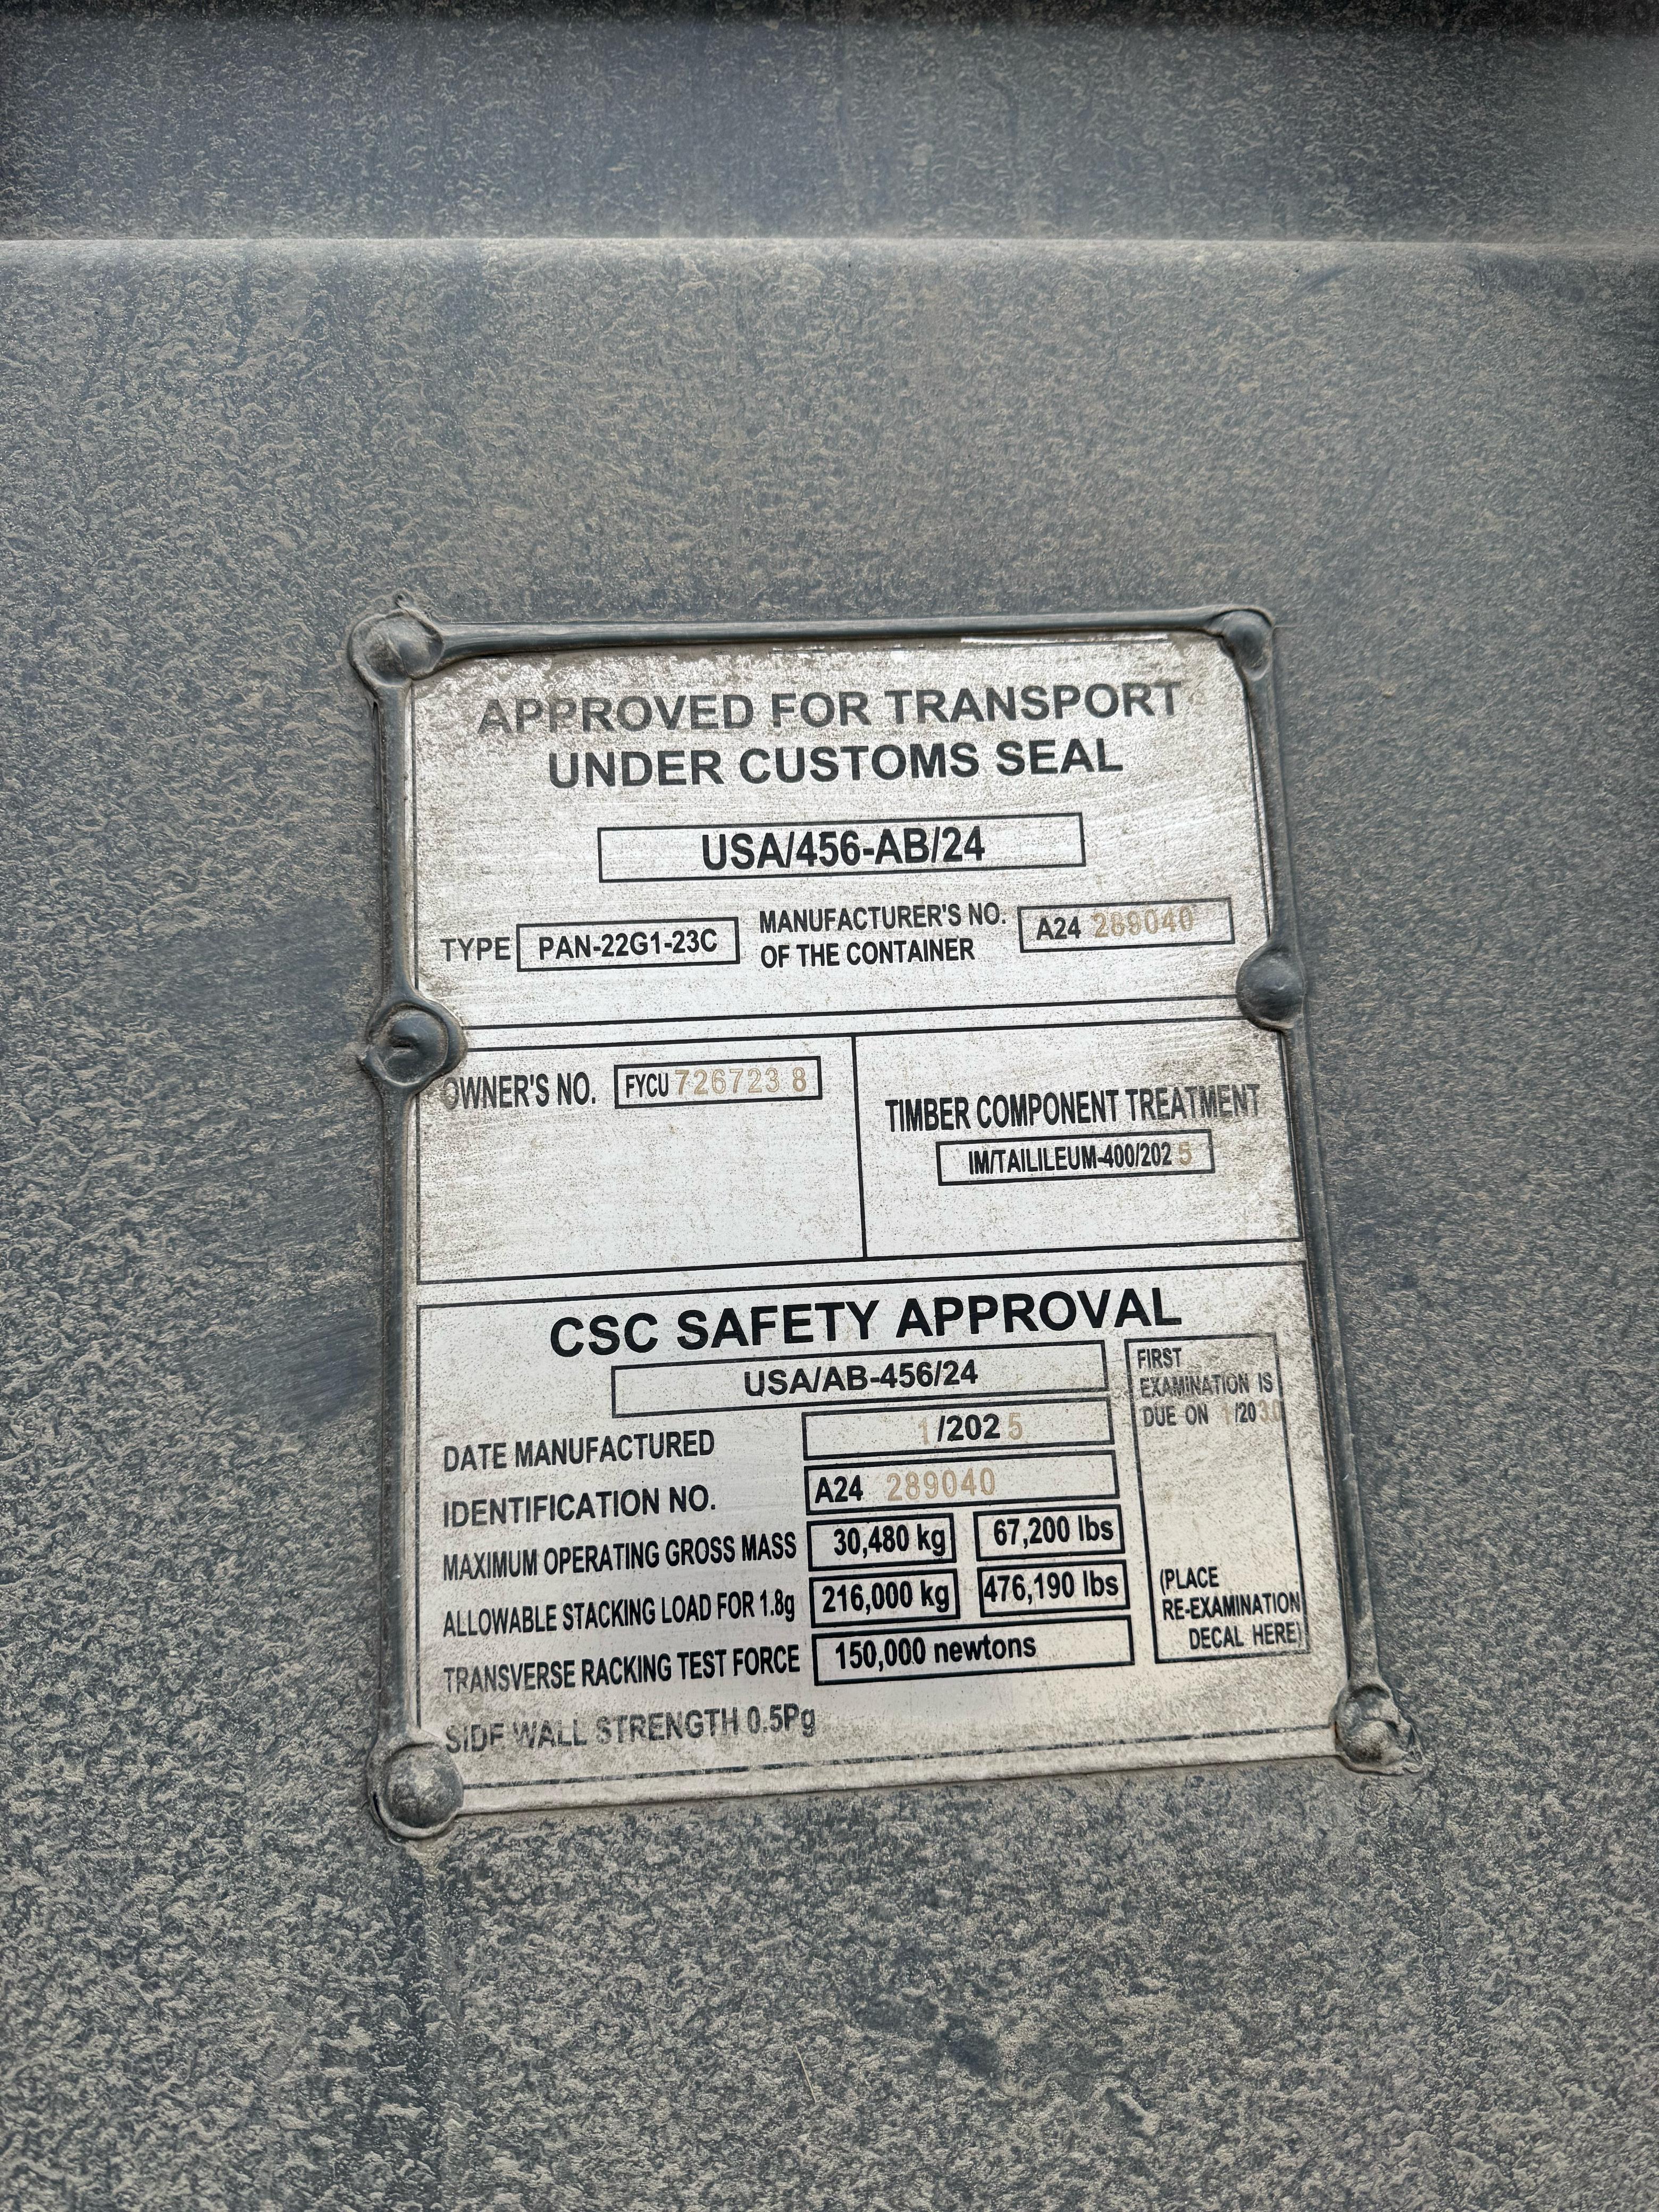 APPROVED FOR TRANSPORT
UNDER CUSTOMS SEAL
USA/456-AB/24
TYPE PAN-22G1-23C MANUFACTURER'S NO. OF THE CONTAINER A24 289040
OWNER'S NO. FYCU 726723 8
TIMBER COMPONENT TREATMENT
IM/TAILILEUM-400/2025
CSC SAFETY APPROVAL
USA/AB-456/24
DATE MANUFACTURED 1/2025
IDENTIFICATION NO. A24 289040
MAXIMUM OPERATING GROSS MASS 30,480 kg 67,200 lbs
ALLOWABLE STACKING LOAD FOR 1.8g 216,000 kg 476,190 lbs
TRANSVERSE RACKING TEST FORCE 150,000 newtons
SIDE WALL STRENGTH 0.5Pg
FIRST
EXAMINATION IS
DUE ON 1/2030
(PLACE
RE-EXAMINATION
DECAL HERE)